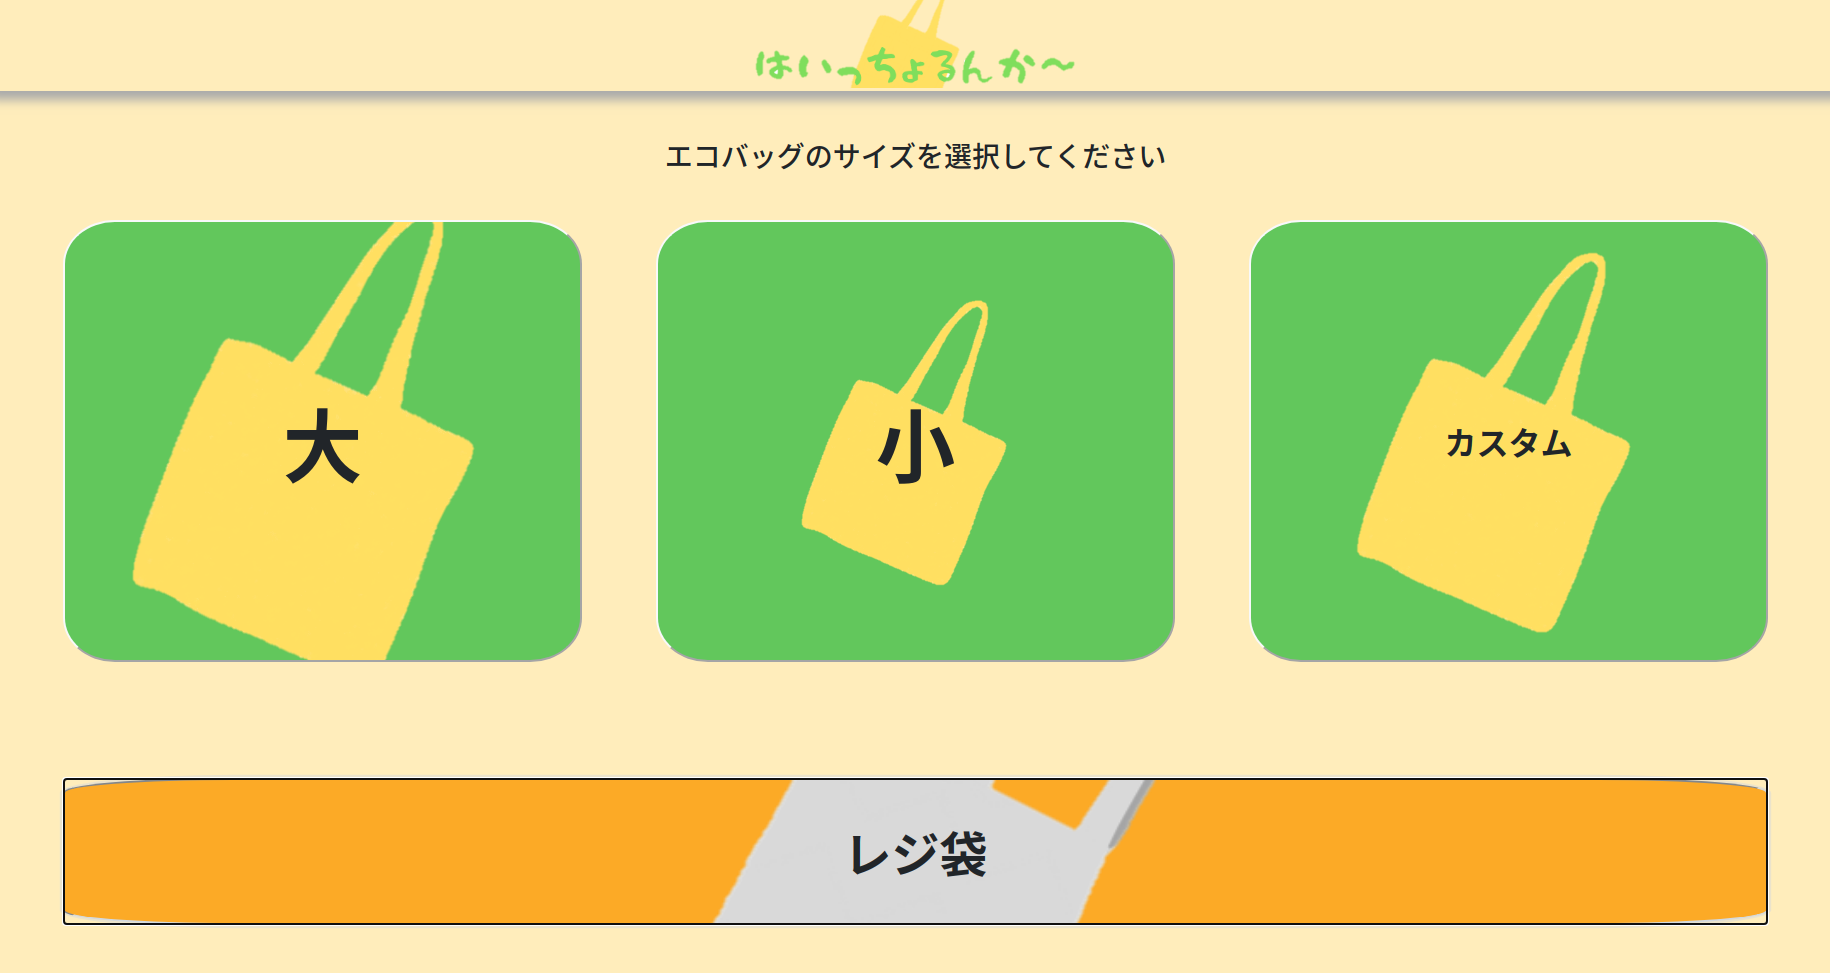 はいっちょるんか～
エコバッグのサイズを選択してください
大
小
カスタム
レジ袋